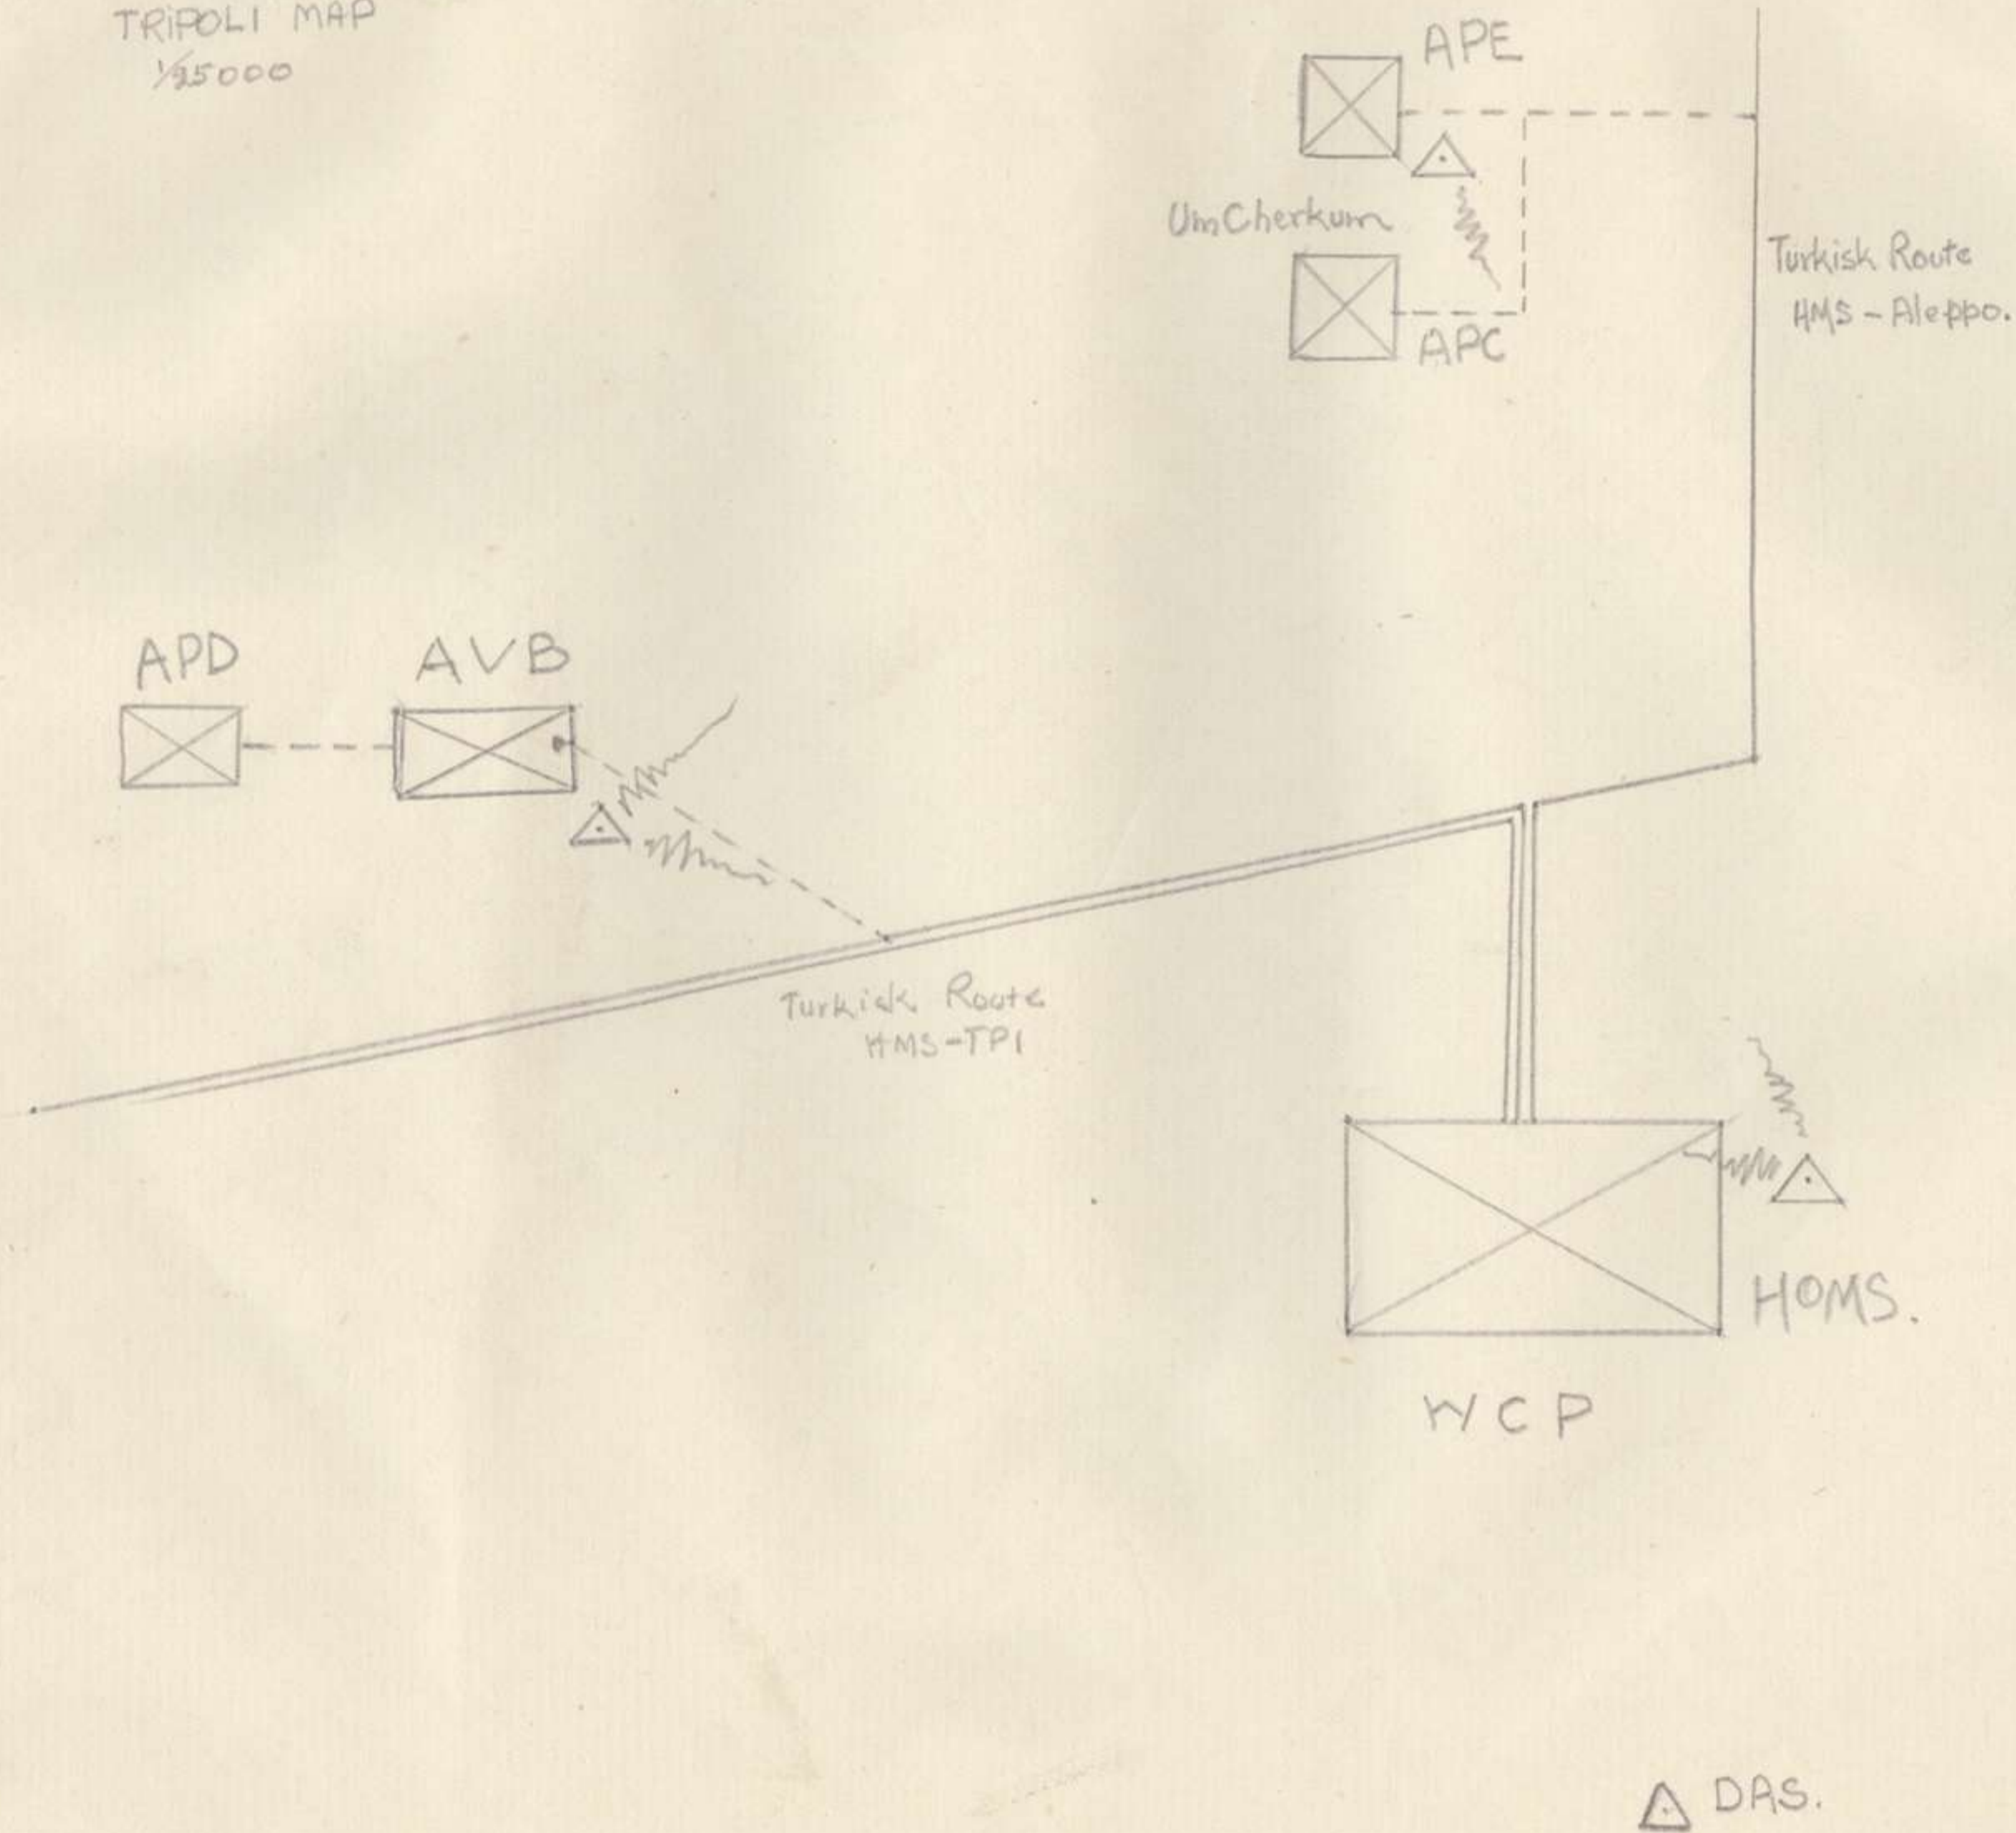 TRIPOLI MAP
1/25000
APE
UmCherkum
Turkisk Route
HMS - Aleppo.
APC
APD
AVB
Turkisk Route
HMS-TPI
HOMS.
WCP
DAS.